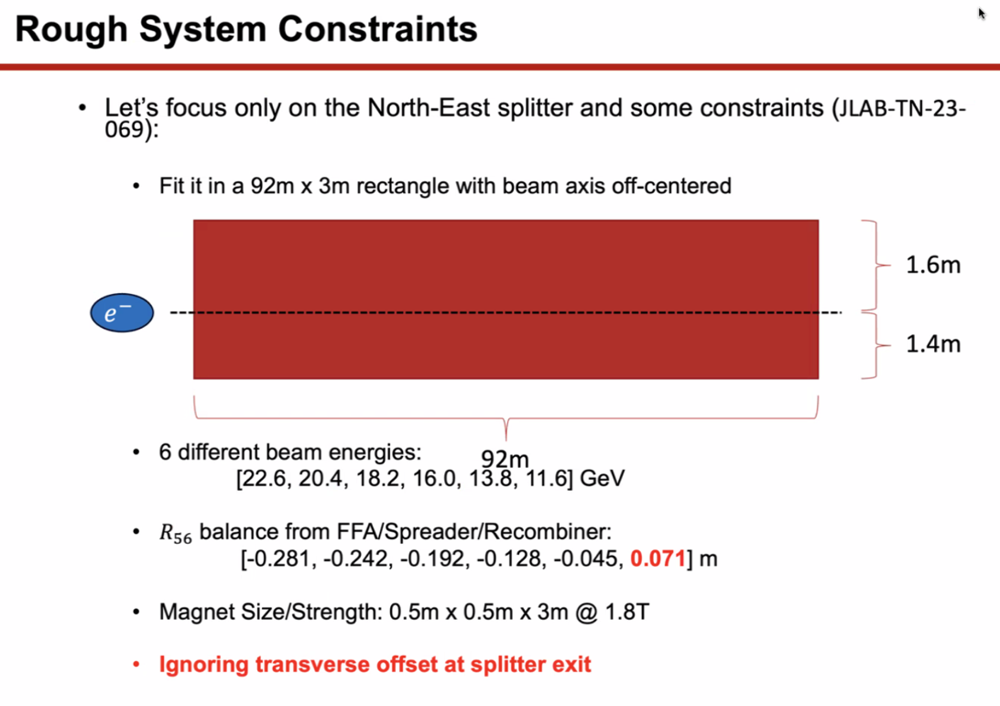 Rough System Constraints
• Let’s focus only on the North-East splitter and some constraints (JLAB-TN-23-
069):
• Fit it in a 92m x 3m rectangle with beam axis off-centered
1.6m
e⁻
1.4m
92m
• 6 different beam energies:
[22.6, 20.4, 18.2, 16.0, 13.8, 11.6] GeV
• R₅₆ balance from FFA/Spreader/Recombiner:
[-0.281, -0.242, -0.192, -0.128, -0.045, 0.071] m
• Magnet Size/Strength: 0.5m x 0.5m x 3m @ 1.8T
• Ignoring transverse offset at splitter exit